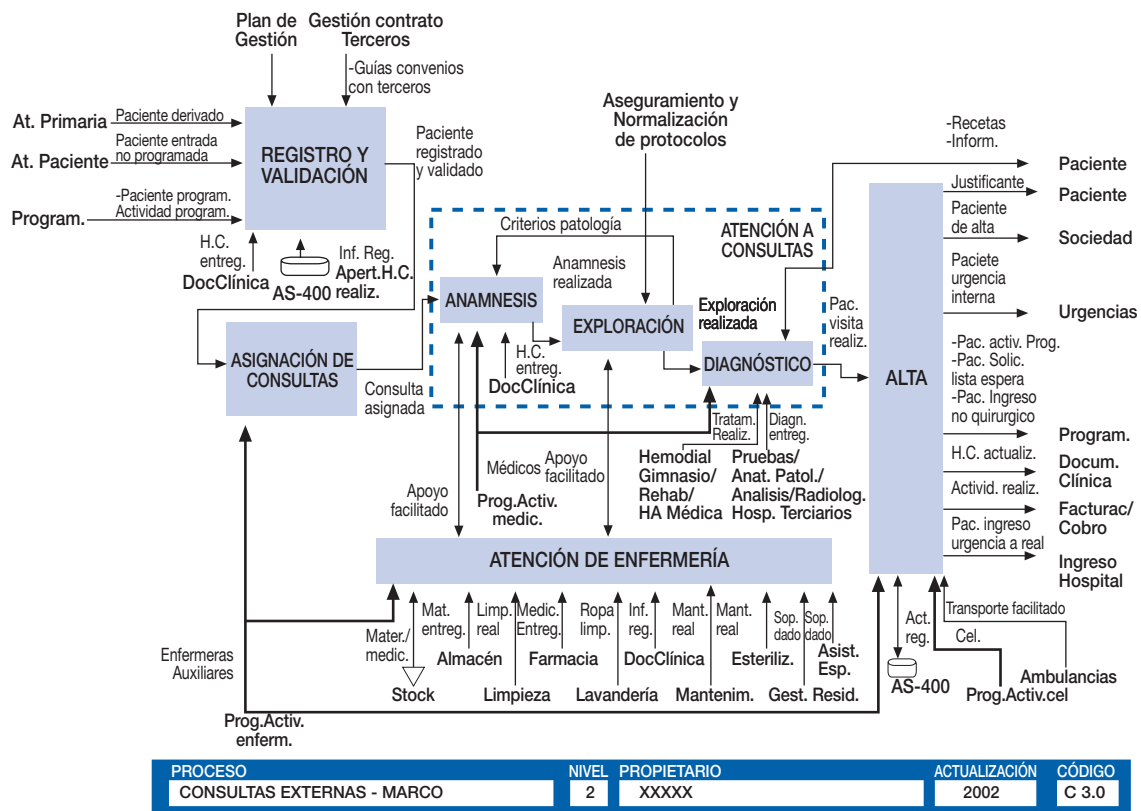 Plan de
Gestión
Gestión contrato
Terceros
-Guías convenios
con terceros
At. Primaria
Paciente derivado
At. Paciente
Paciente entrada
no programada
Program.
-Paciente program.
Actividad program.
REGISTRO Y
VALIDACIÓN
Paciente
registrado
y validado
H.C.
entreg.
DocClínica
AS-400
Inf. Reg.
Apert.H.C.
realiz.
ASIGNACIÓN DE
CONSULTAS
Consulta
asignada
Aseguramiento y
Normalización
de protocolos
ATENCIÓN A
CONSULTAS
Criterios patología
ANAMNESIS
Anamnesis
realizada
EXPLORACIÓN
Exploración
realizada
DIAGNÓSTICO
H.C.
entreg.
DocClínica
Pac.
visita
realiz.
ALTA
-Recetas
-Inform.
Paciente
Justificante
Paciente
Paciente
de alta
Sociedad
Paciete
urgencia
interna
Urgencias
-Pac. activ. Prog.
-Pac. Solic.
lista espera
-Pac. Ingreso
no quirurgico
Program.
H.C. actualiz.
Docum.
Clínica
Activid. realiz.
Facturac/
Cobro
Pac. ingreso
urgencia a real
Ingreso
Hospital
Tratam.
Realiz.
Diagn.
entreg.
Hemodial
Gimnasio/
Rehab/
HA Médica
Pruebas/
Anat. Patol./
Analisis/Radiolog.
Hosp. Terciarios
Apoyo
facilitado
Médicos
Prog.Activ.
medic.
Apoyo
facilitado
ATENCIÓN DE ENFERMERÍA
Enfermeras
Auxiliares
Prog.Activ.
enferm.
Mater./
medic.
Stock
Mat.
entreg.
Almacén
Limp.
real
Limpieza
Medic.
Entreg.
Farmacia
Ropa
limp.
Lavandería
Inf.
reg.
DocClínica
Mant.
real
Mantenim.
Mant.
real
Esteriliz.
Sop.
dado
Gest. Resid.
Sop.
dado
Asist.
Esp.
Act.
reg.
AS-400
Cel.
Prog.Activ.cel
Transporte facilitado
Ambulancias
PROCESO
CONSULTAS EXTERNAS - MARCO
NIVEL
2
PROPIETARIO
XXXXX
ACTUALIZACIÓN
2002
CÓDIGO
C 3.0